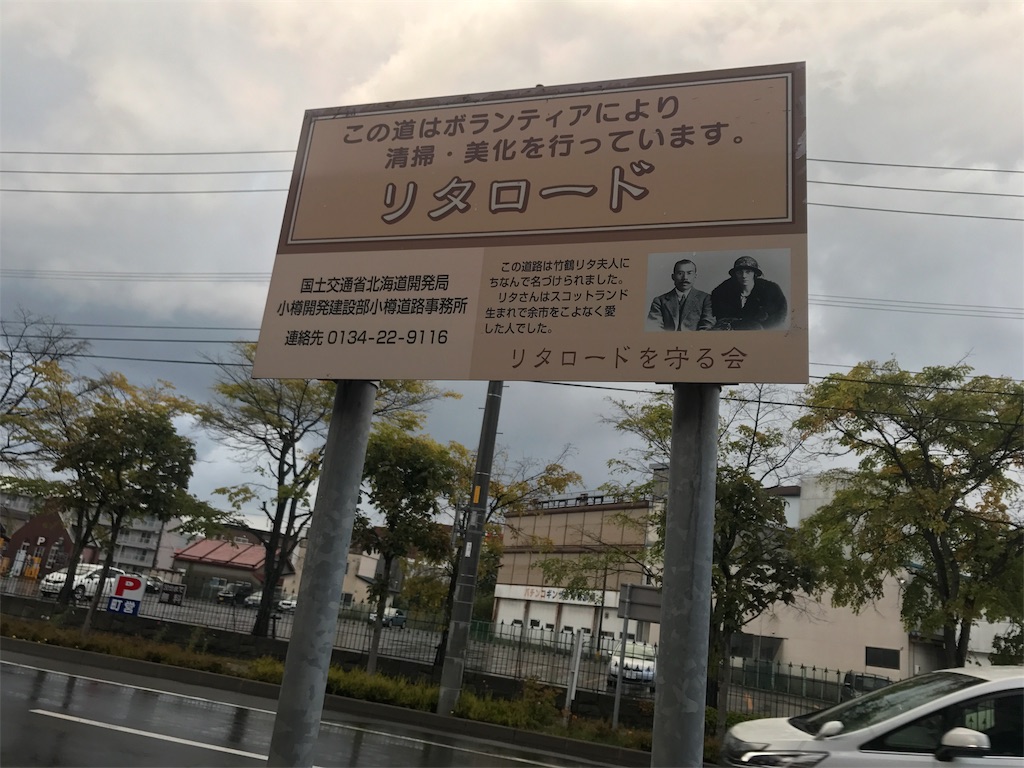 この道はボランティアにより
清掃・美化を行っています。
リタロード
国土交通省北海道開発局
小樽開発建設部小樽道路事務所
連絡先 0134-22-9116
この道路は竹鶴リタ夫人に
ちなんで名づけられました。
リタさんはスコットランド
生まれで余市をこよなく愛
した人でした。
リタロードを守る会
P
町営
P